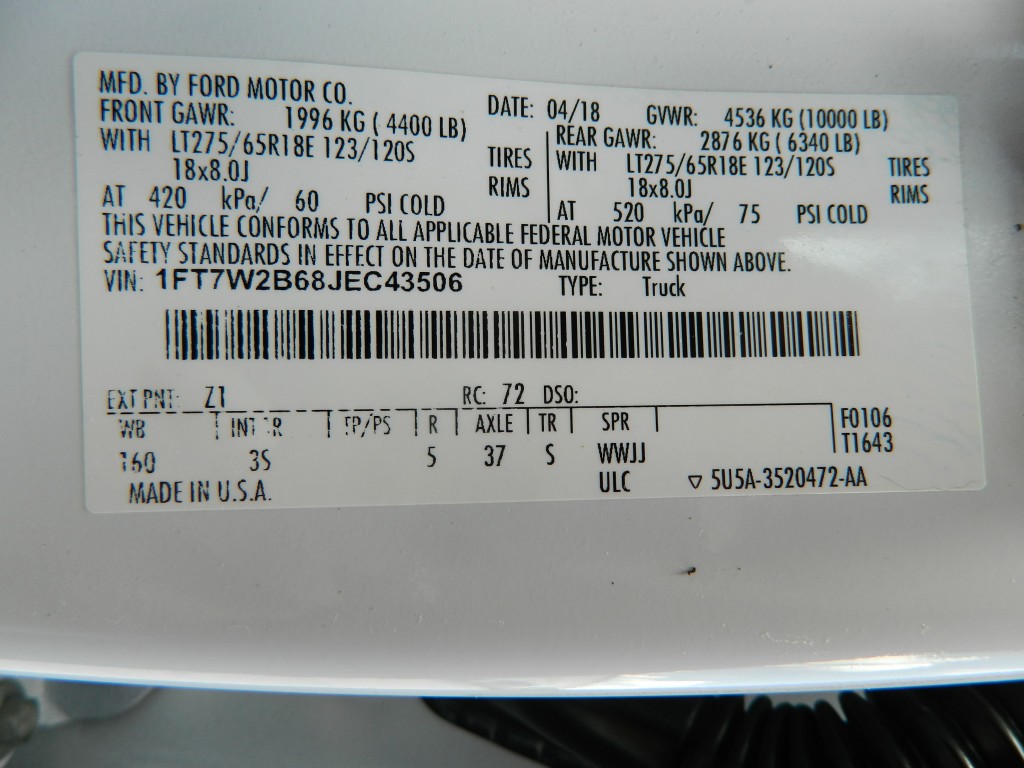 MFD. BY FORD MOTOR CO.
DATE: 04/18 GVWR: 4536 KG (10000 LB)
FRONT GAWR: 1996 KG ( 4400 LB)
REAR GAWR: 2876 KG ( 6340 LB)
WITH LT275/65R18E 123/120S TIRES
WITH LT275/65R18E 123/120S TIRES
18x8.0J RIMS
18x8.0J RIMS
AT 420 kPa/ 60 PSI COLD
AT 520 kPa/ 75 PSI COLD
THIS VEHICLE CONFORMS TO ALL APPLICABLE FEDERAL MOTOR VEHICLE
SAFETY STANDARDS IN EFFECT ON THE DATE OF MANUFACTURE SHOWN ABOVE.
VIN: 1FT7W2B68JEC43506 TYPE: Truck
EXT PNT: Z1 RC: 72 DSO:
WB INT TR TP/PS R AXLE TR SPR F0106
T1643
160 3S 5 37 S WWJJ
MADE IN U.S.A. ULC ▽ 5U5A-3520472-AA